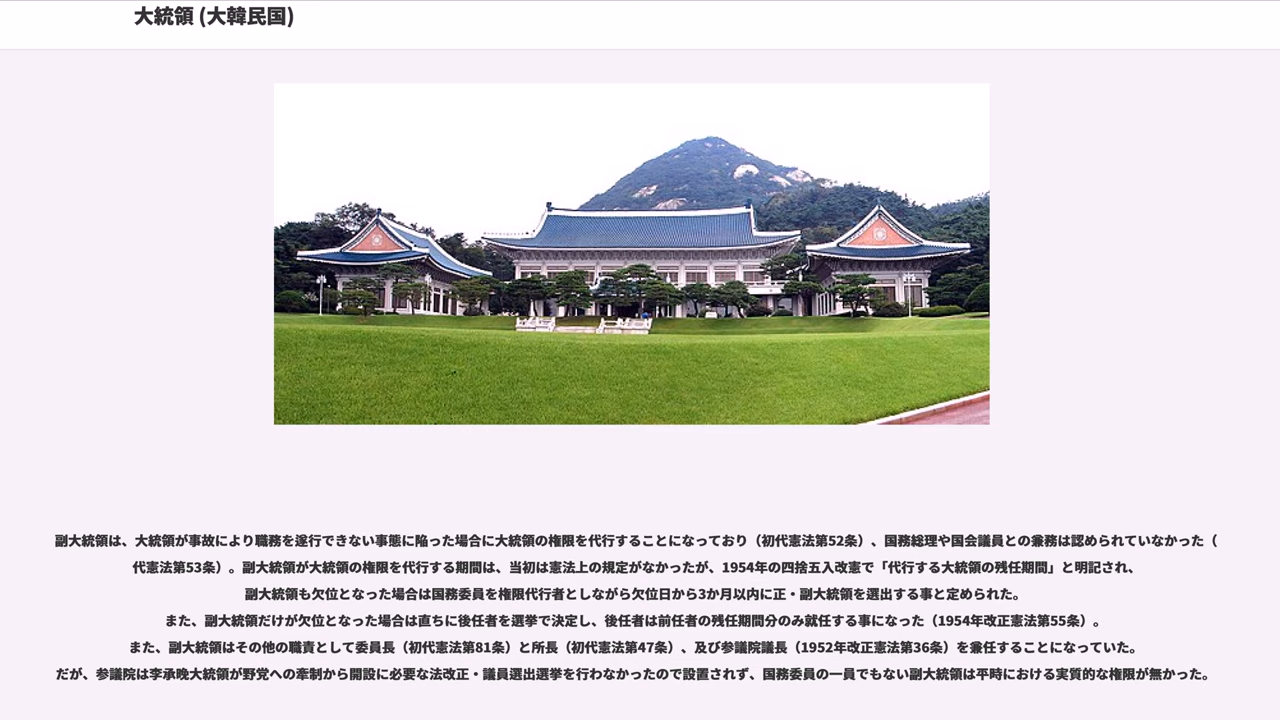 大統領 (大韓民国)
副大統領は、大統領が事故により職務を遂行できない事態に陥った場合に大統領の権限を代行することになっており（初代憲法第52条）、国務総理や国会議員との兼務は認められていなかった（
代憲法第53条）。副大統領が大統領の権限を代行する期間は、当初は憲法上の規定がなかったが、1954年の四捨五入改憲で「代行する大統領の残任期間」と明記され、
副大統領も欠位となった場合は国務委員を権限代行者としながら欠位日から3か月以内に正・副大統領を選出する事と定められた。
また、副大統領だけが欠位となった場合は直ちに後任者を選挙で決定し、後任者は前任者の残任期間分のみ就任する事になった（1954年改正憲法第55条）。
また、副大統領はその他の職責として委員長（初代憲法第81条）と所長（初代憲法第47条）、及び参議院議長（1952年改正憲法第36条）を兼任することになっていた。
だが、参議院は李承晩大統領が野党への牽制から開設に必要な法改正・議員選出選挙を行わなかったので設置されず、国務委員の一員でもない副大統領は平時における実質的な権限が無かった。